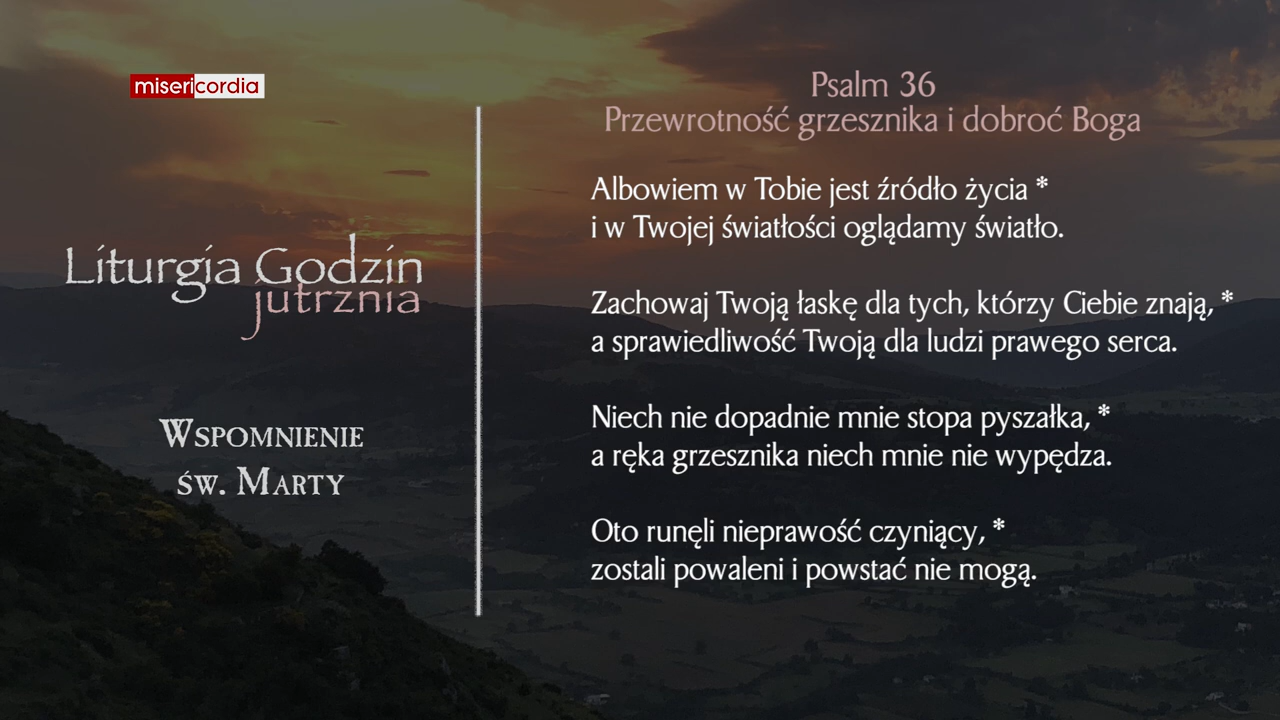 misericordia
Liturgia Godzin
jutrznia
Wspomnienie
św. Marty
Psalm 36
Przewrotność grzesznika i dobroć Boga
Albowiem w Tobie jest źródło życia *
i w Twojej światłości oglądamy światło.
Zachowaj Twoją łaskę dla tych, którzy Ciebie znają, *
a sprawiedliwość Twoją dla ludzi prawego serca.
Niech nie dopadnie mnie stopa pyszałka, *
a ręka grzesznika niech mnie nie wypędza.
Oto runęli nieprawość czyniący, *
zostali powaleni i powstać nie mogą.